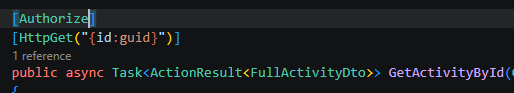 [Authorize]
[HttpGet("{id:guid}")]
1 reference
public async Task<ActionResult<FullActivityDto>> GetActivityById(
{